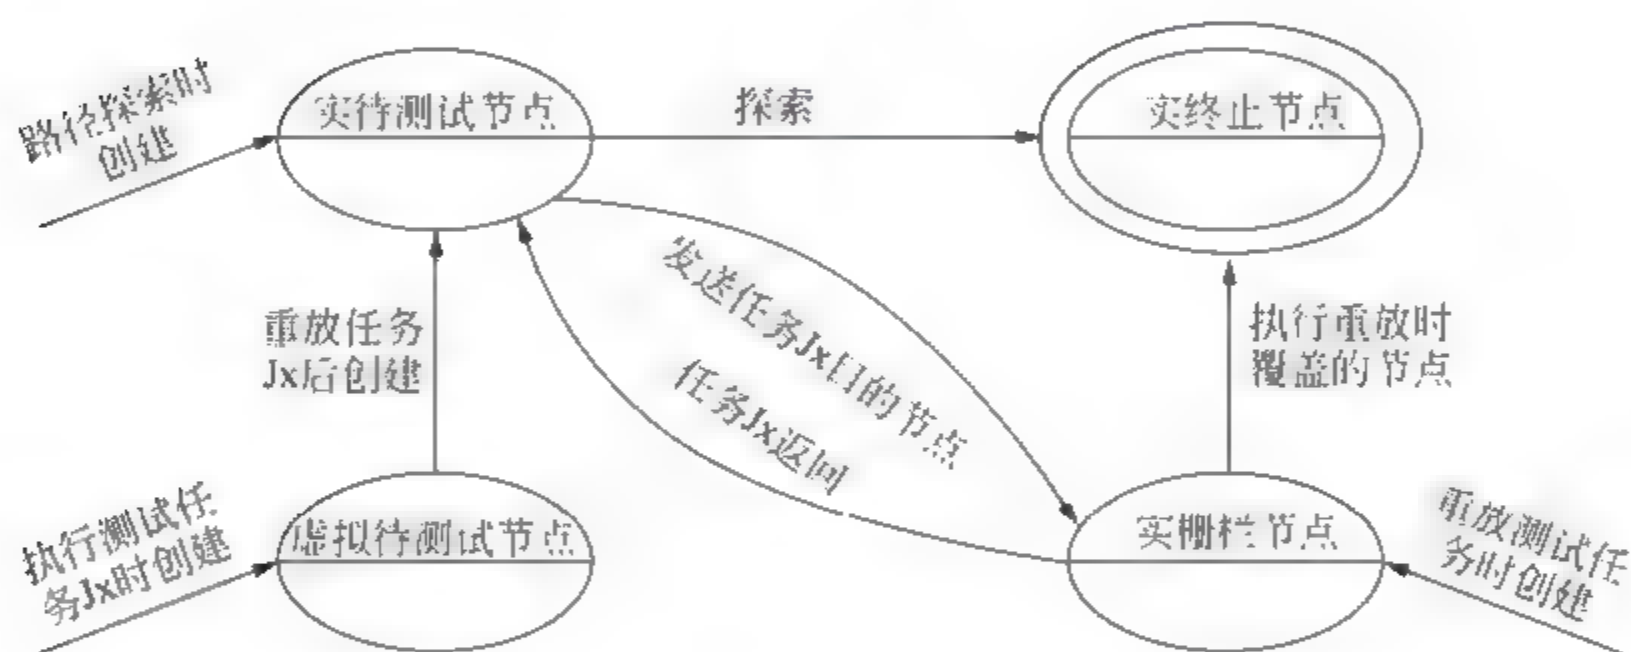 路径探索时
创建
实待测试节点
探索
实终止节点
重放任务
Jx后创建
发送任务Jx目的节点
任务Jx返回
执行重放时
覆盖的节点
执行测试任
务Jx时创建
虚拟待测试节点
实栅栏节点
重放测试任
务时创建